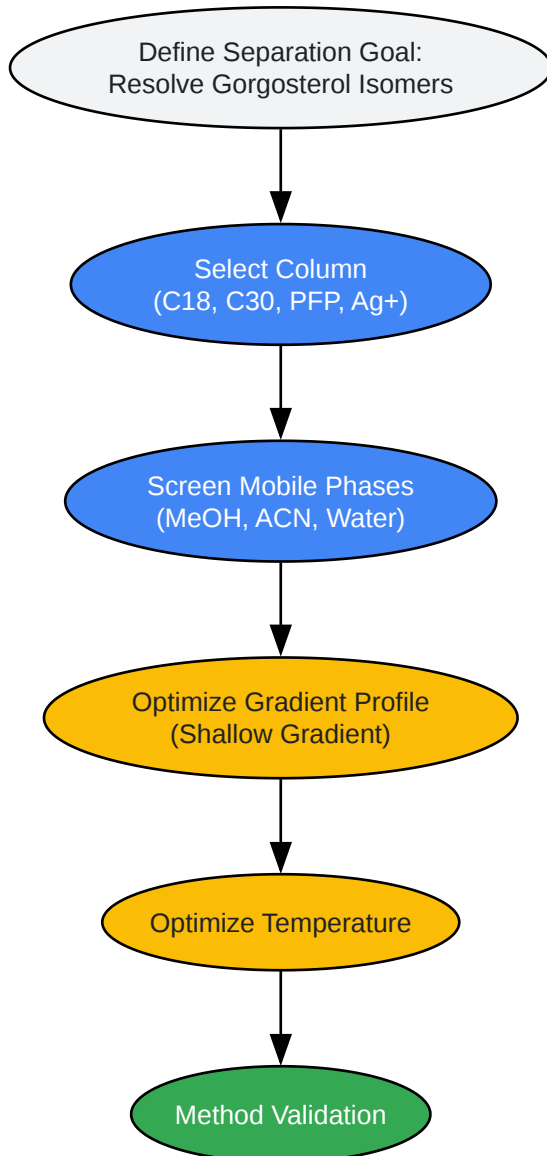 Define Separation Goal:
Resolve Gorgosterol Isomers
Select Column
(C18, C30, PFP, Ag+)
Screen Mobile Phases
(MeOH, ACN, Water)
Optimize Gradient Profile
(Shallow Gradient)
Optimize Temperature
Method Validation